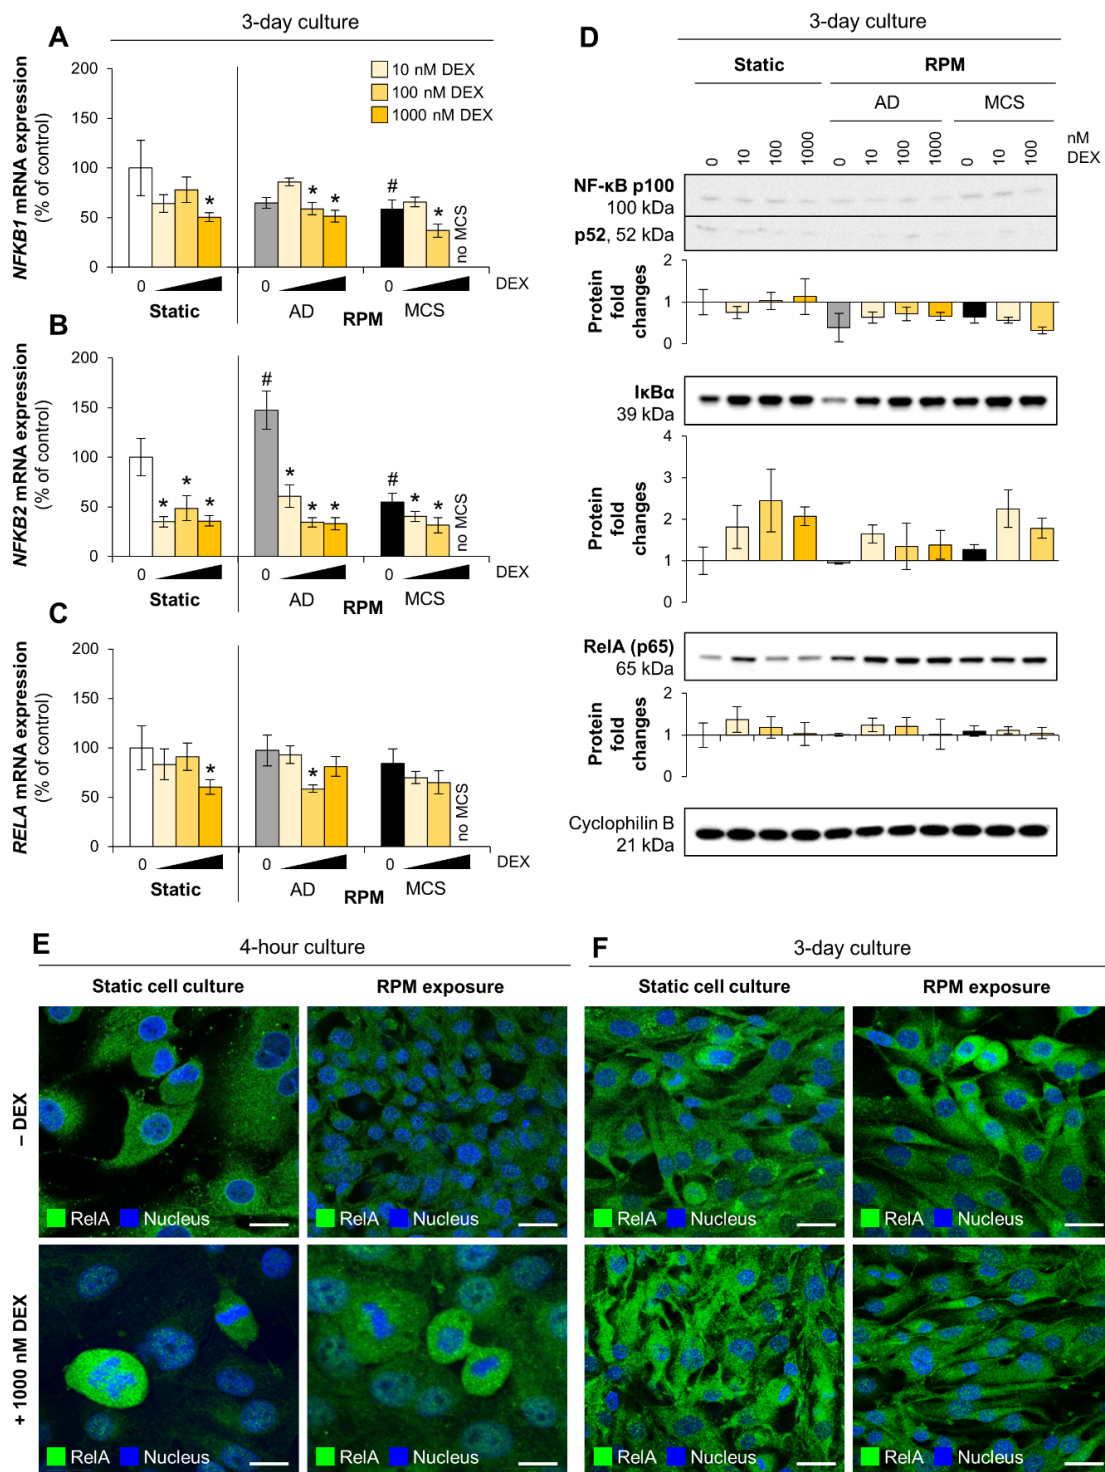 A
3-day culture
NFKB1 mRNA expression
(% of control)
200
150
100
50
0
10 nM DEX
100 nM DEX
1000 nM DEX
*
*
*
#
*
no MCS
0
0
0
DEX
Static
AD
RPM
MCS
B
NFKB2 mRNA expression
(% of control)
200
150
100
50
0
*
*
*
#
*
*
*
#
*
*
no MCS
0
0
0
DEX
Static
AD
RPM
MCS
C
RELA mRNA expression
(% of control)
200
150
100
50
0
*
*
no MCS
0
0
0
DEX
Static
AD
RPM
MCS
D
3-day culture
Static
RPM
AD
MCS
0 10 100 1000 0 10 100 1000 0 10 100
nM
DEX
NF-κB p100
100 kDa
p52, 52 kDa
Protein
fold
changes
2
1
0
IκBα
39 kDa
Protein
fold
changes
4
3
2
1
0
RelA (p65)
65 kDa
Protein
fold
changes
2
1
0
Cyclophilin B
21 kDa
E
4-hour culture
Static cell culture
RPM exposure
F
3-day culture
Static cell culture
RPM exposure
– DEX
RelA Nucleus
RelA Nucleus
RelA Nucleus
RelA Nucleus
+ 1000 nM DEX
RelA Nucleus
RelA Nucleus
RelA Nucleus
RelA Nucleus